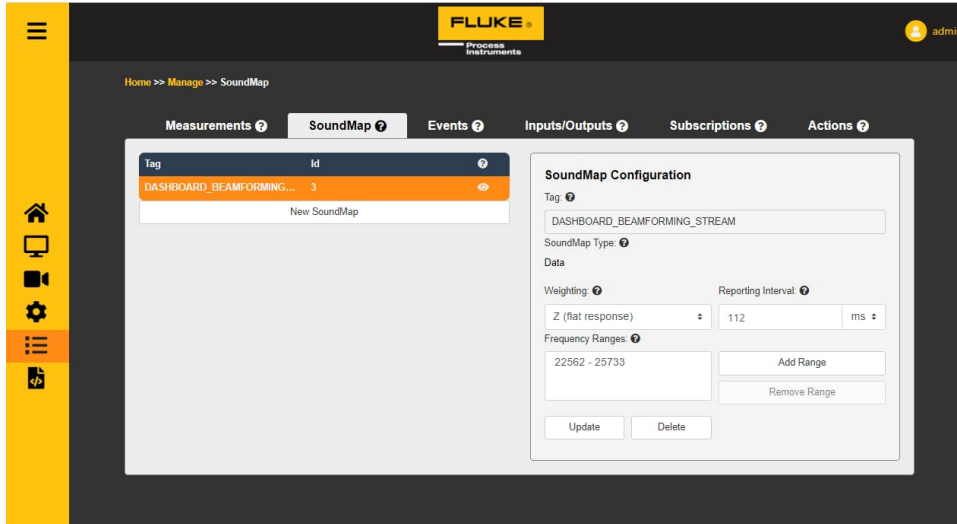 FLUKE®
Process
Instruments
admi
Home >> Manage >> SoundMap
Measurements ? SoundMap ? Events ? Inputs/Outputs ? Subscriptions ? Actions ?
Tag Id ?
DASHBOARD_BEAMFORMING... 3
New SoundMap
SoundMap Configuration
Tag: ?
DASHBOARD_BEAMFORMING_STREAM
SoundMap Type: ?
Data
Weighting: ? Reporting Interval: ?
Z (flat response) 112 ms
Frequency Ranges: ?
22562 - 25733 Add Range
Remove Range
Update Delete